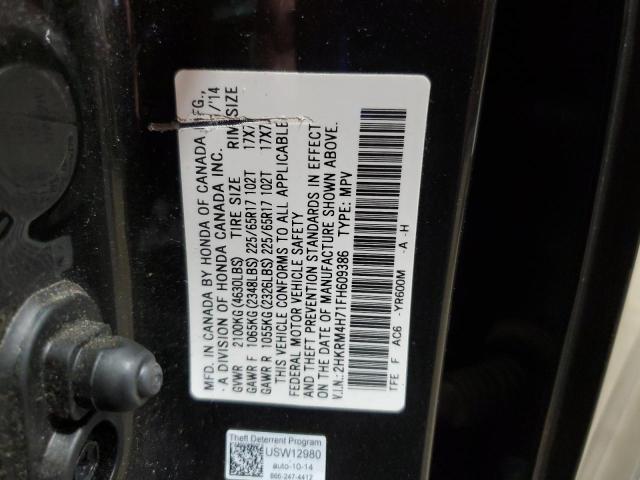 MFD. IN CANADA BY HONDA OF CANADA MFG.,
A DIVISION OF HONDA CANADA INC. /'14
GVWR 2100KG (4630LBS) TIRE SIZE RIM SIZE
GAWR F 1065KG (2348LBS) 225/65R17 102T 17X7
GAWR R 1055KG (2326LBS) 225/65R17 102T 17X7
THIS VEHICLE CONFORMS TO ALL APPLICABLE
FEDERAL MOTOR VEHICLE SAFETY
AND THEFT PREVENTION STANDARDS IN EFFECT
ON THE DATE OF MANUFACTURE SHOWN ABOVE.
V.I.N.: 2HKRM4H71FH609386 TYPE: MPV
TFE F AC6 -YR600M -A -H
Theft Deterrent Program
USW12980
auto-10-14
866-247-4412